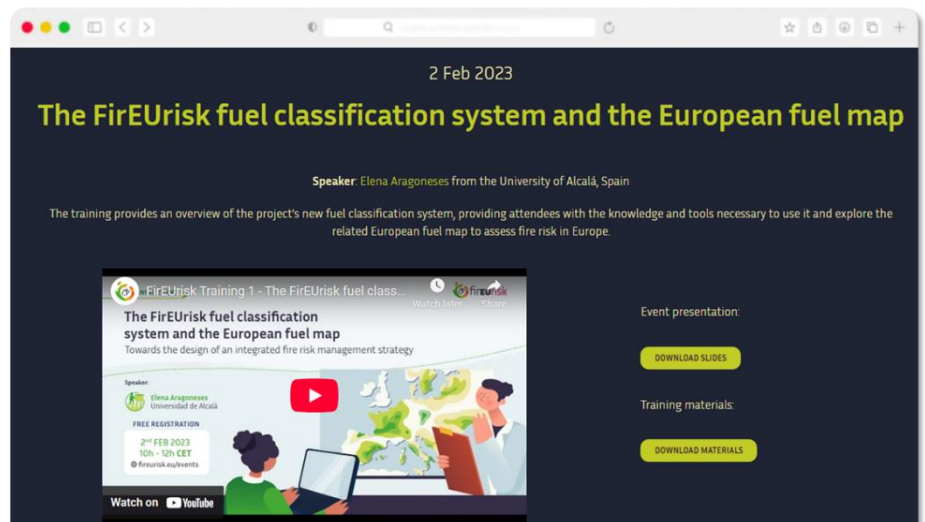 2 Feb 2023
The FirEUrisk fuel classification system and the European fuel map
Speaker: Elena Aragoneses from the University of Alcalá, Spain
The training provides an overview of the project's new fuel classification system, providing attendees with the knowledge and tools necessary to use it and explore the
related European fuel map to assess fire risk in Europe.
FirEUrisk Training 1 - The FirEUrisk fuel class...
Watch later
Share
fireurisk
The FirEUrisk fuel classification
system and the European fuel map
Towards the design of an integrated fire risk management strategy
Speaker:
Elena Aragoneses
Universidad de Alcalá
FREE REGISTRATION
2nd FEB 2023
10h - 12h CET
fireurisk.eu/events
Watch on YouTube
Event presentation:
DOWNLOAD SLIDES
Training materials:
DOWNLOAD MATERIALS